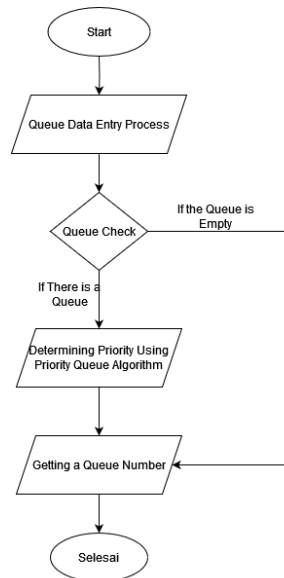 Start
Queue Data Entry Process
Queue Check
If the Queue is
Empty
If There is a
Queue
Determining Priority Using
Priority Queue Algorithm
Getting a Queue Number
Selesai